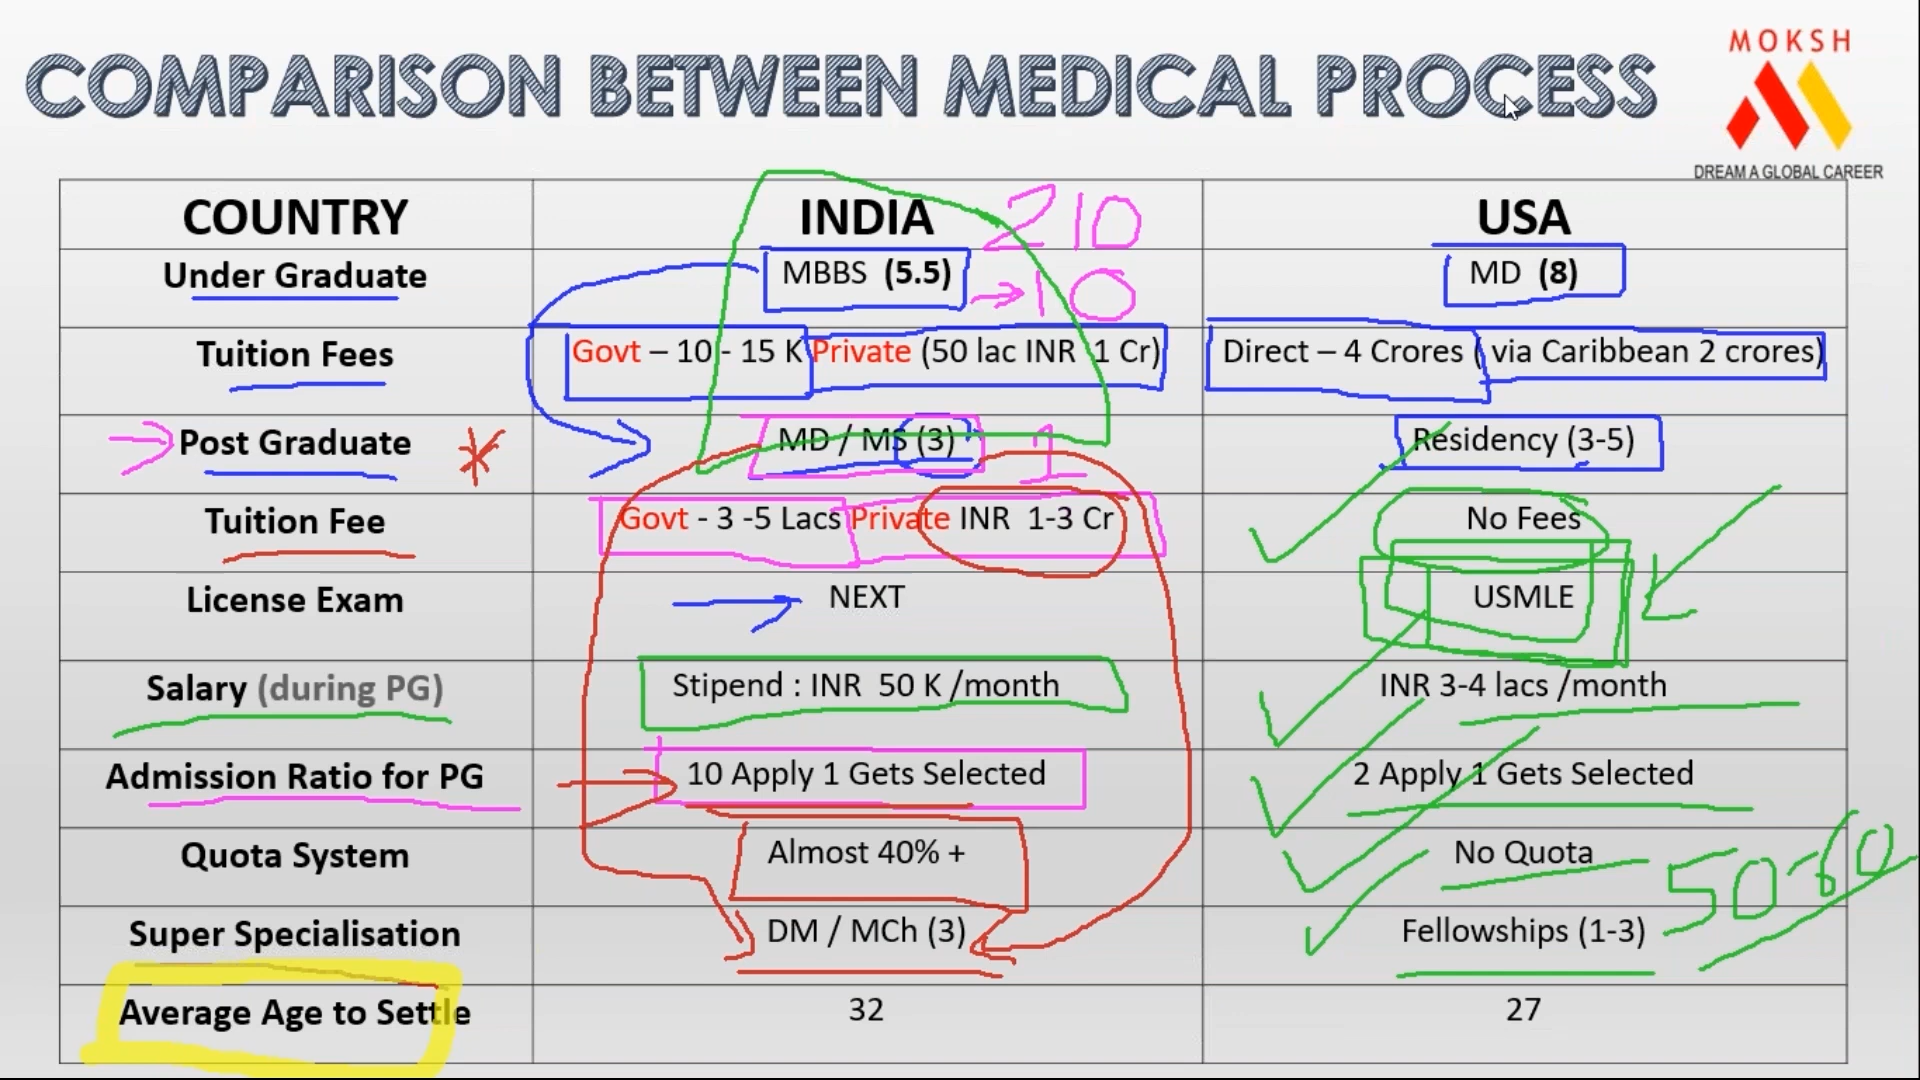 MOKSH
COMPARISON BETWEEN MEDICAL PROCESS
DREAM A GLOBAL CAREER
COUNTRY INDIA 210 USA
Under Graduate MBBS (5.5) 10 MD (8)
Tuition Fees Govt – 10 - 15 K Private (50 lac INR 1 Cr) Direct – 4 Crores ( via Caribbean 2 crores)
Post Graduate MD / MS (3) 1 Residency (3-5)
Tuition Fee Govt - 3 -5 Lacs Private INR 1-3 Cr No Fees
License Exam NEXT USMLE
Salary (during PG) Stipend : INR 50 K /month INR 3-4 lacs /month
Admission Ratio for PG 10 Apply 1 Gets Selected 2 Apply 1 Gets Selected
Quota System Almost 40% + No Quota 50-60
Super Specialisation DM / MCh (3) Fellowships (1-3)
Average Age to Settle 32 27